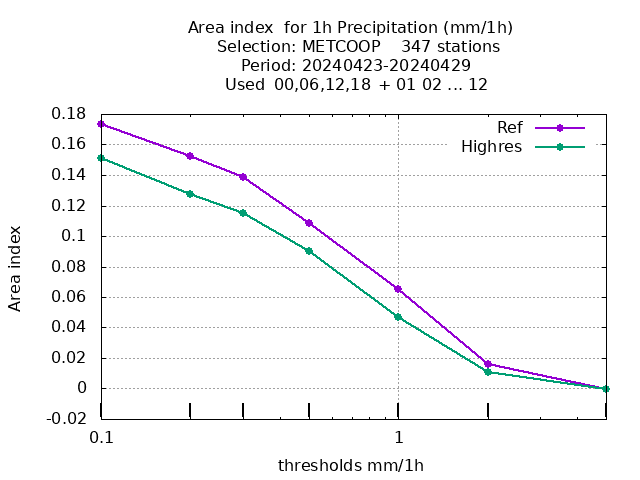 Area index  for 1h Precipitation (mm/1h)
Selection: METCOOP    347 stations
Period: 20240423-20240429
Used  00,06,12,18 + 01 02 ... 12
0.18
0.16
0.14
0.12
0.1
0.08
0.06
0.04
0.02
0
-0.02
Area index
Ref
Highres
0.1
1
thresholds mm/1h